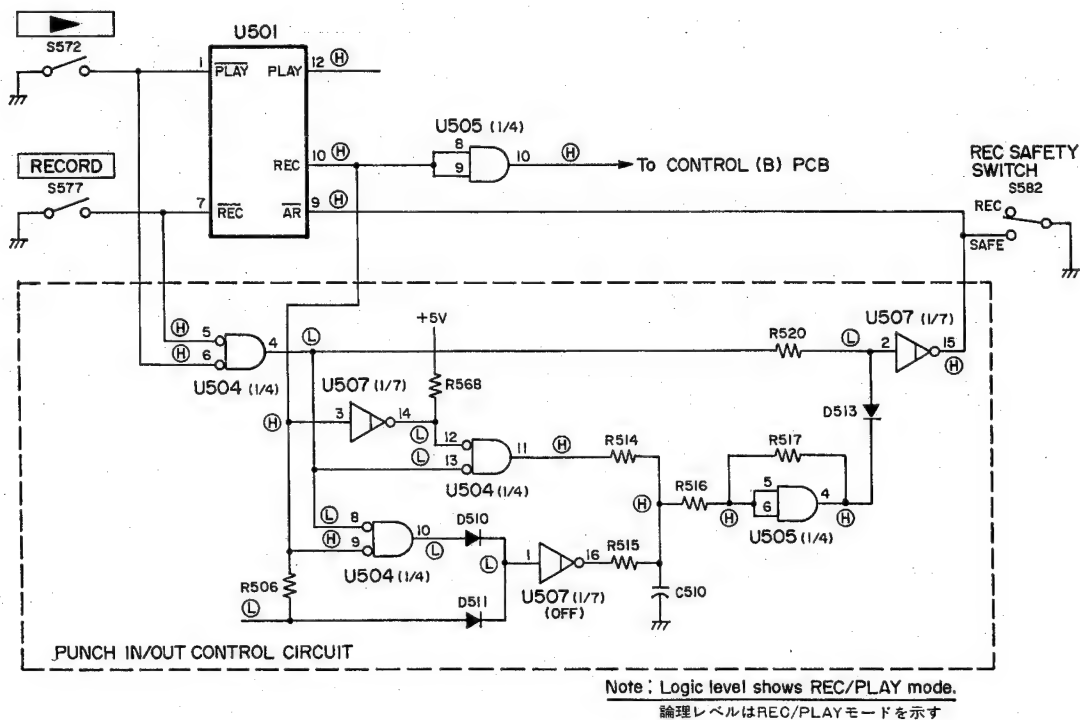 S572
U501
1 PLAY PLAY 12 H
U505 (1/4)
8
9
10 H
To CONTROL (B) PCB
REC 10 H
RECORD
S577
7 REC AR 9 H
REC SAFETY
SWITCH
S582
REC
SAFE
H 5
H 6
4 L
U504 (1/4)
+5V
R568
R520
L
U507 (1/7)
2 15
H
U507 (1/7)
H 3 14
L 12
L 13
11 H
U504 (1/4)
R514
D513
R517
R516
H
H
5
6
4
H
U505 (1/4)
L 8
H 9
10
L
U504 (1/4)
D510
L
1 16
R515
U507 (1/7)
(OFF)
C510
R506
L
D511
PUNCH IN/OUT CONTROL CIRCUIT
Note : Logic level shows REC/PLAY mode.
論理レベルはREC/PLAYモードを示す